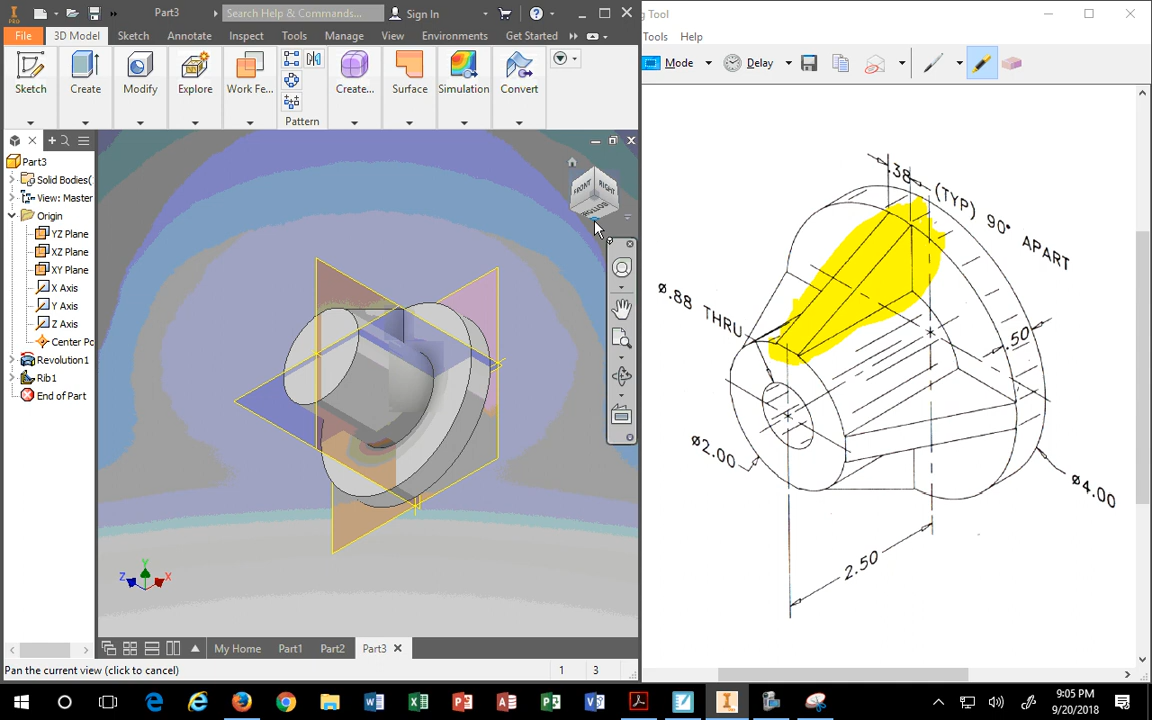 PRO
Part3
Search Help & Commands...
Sign In
File
3D Model
Sketch
Annotate
Inspect
Tools
Manage
View
Environments
Get Started
Sketch
Create
Modify
Explore
Work Fe...
Pattern
Create...
Surface
Simulation
Convert
Part3
Solid Bodies(
View: Master
Origin
YZ Plane
XZ Plane
XY Plane
X Axis
Y Axis
Z Axis
Center Po
Revolution1
Rib1
End of Part
FRONT
RIGHT
Y
Z
X
My Home
Part1
Part2
Part3
Pan the current view (click to cancel)
1
3
g Tool
Tools
Help
Mode
Delay
.38
(TYP) 90° APART
ø.88 THRU
.50
ø2.00
ø4.00
2.50
9:05 PM
9/20/2018